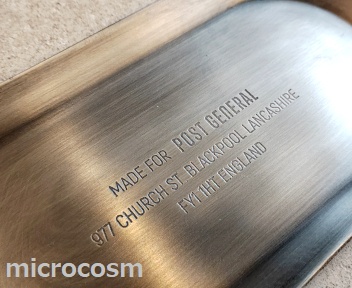 MADE FOR POST GENERAL
977 CHURCH ST BLACKPOOL LANCASHIRE
FY1 1HT ENGLAND
microcosm